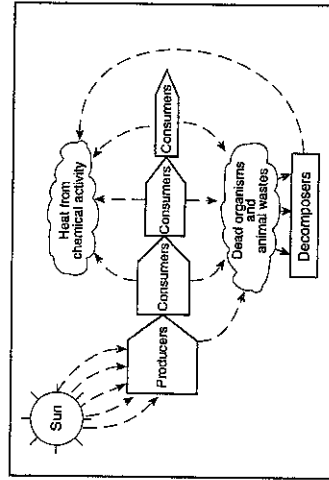 Sun
Heat from
chemical activity
Producers
Consumers
Consumers
Consumers
Dead organisms
and
animal wastes
Decomposers